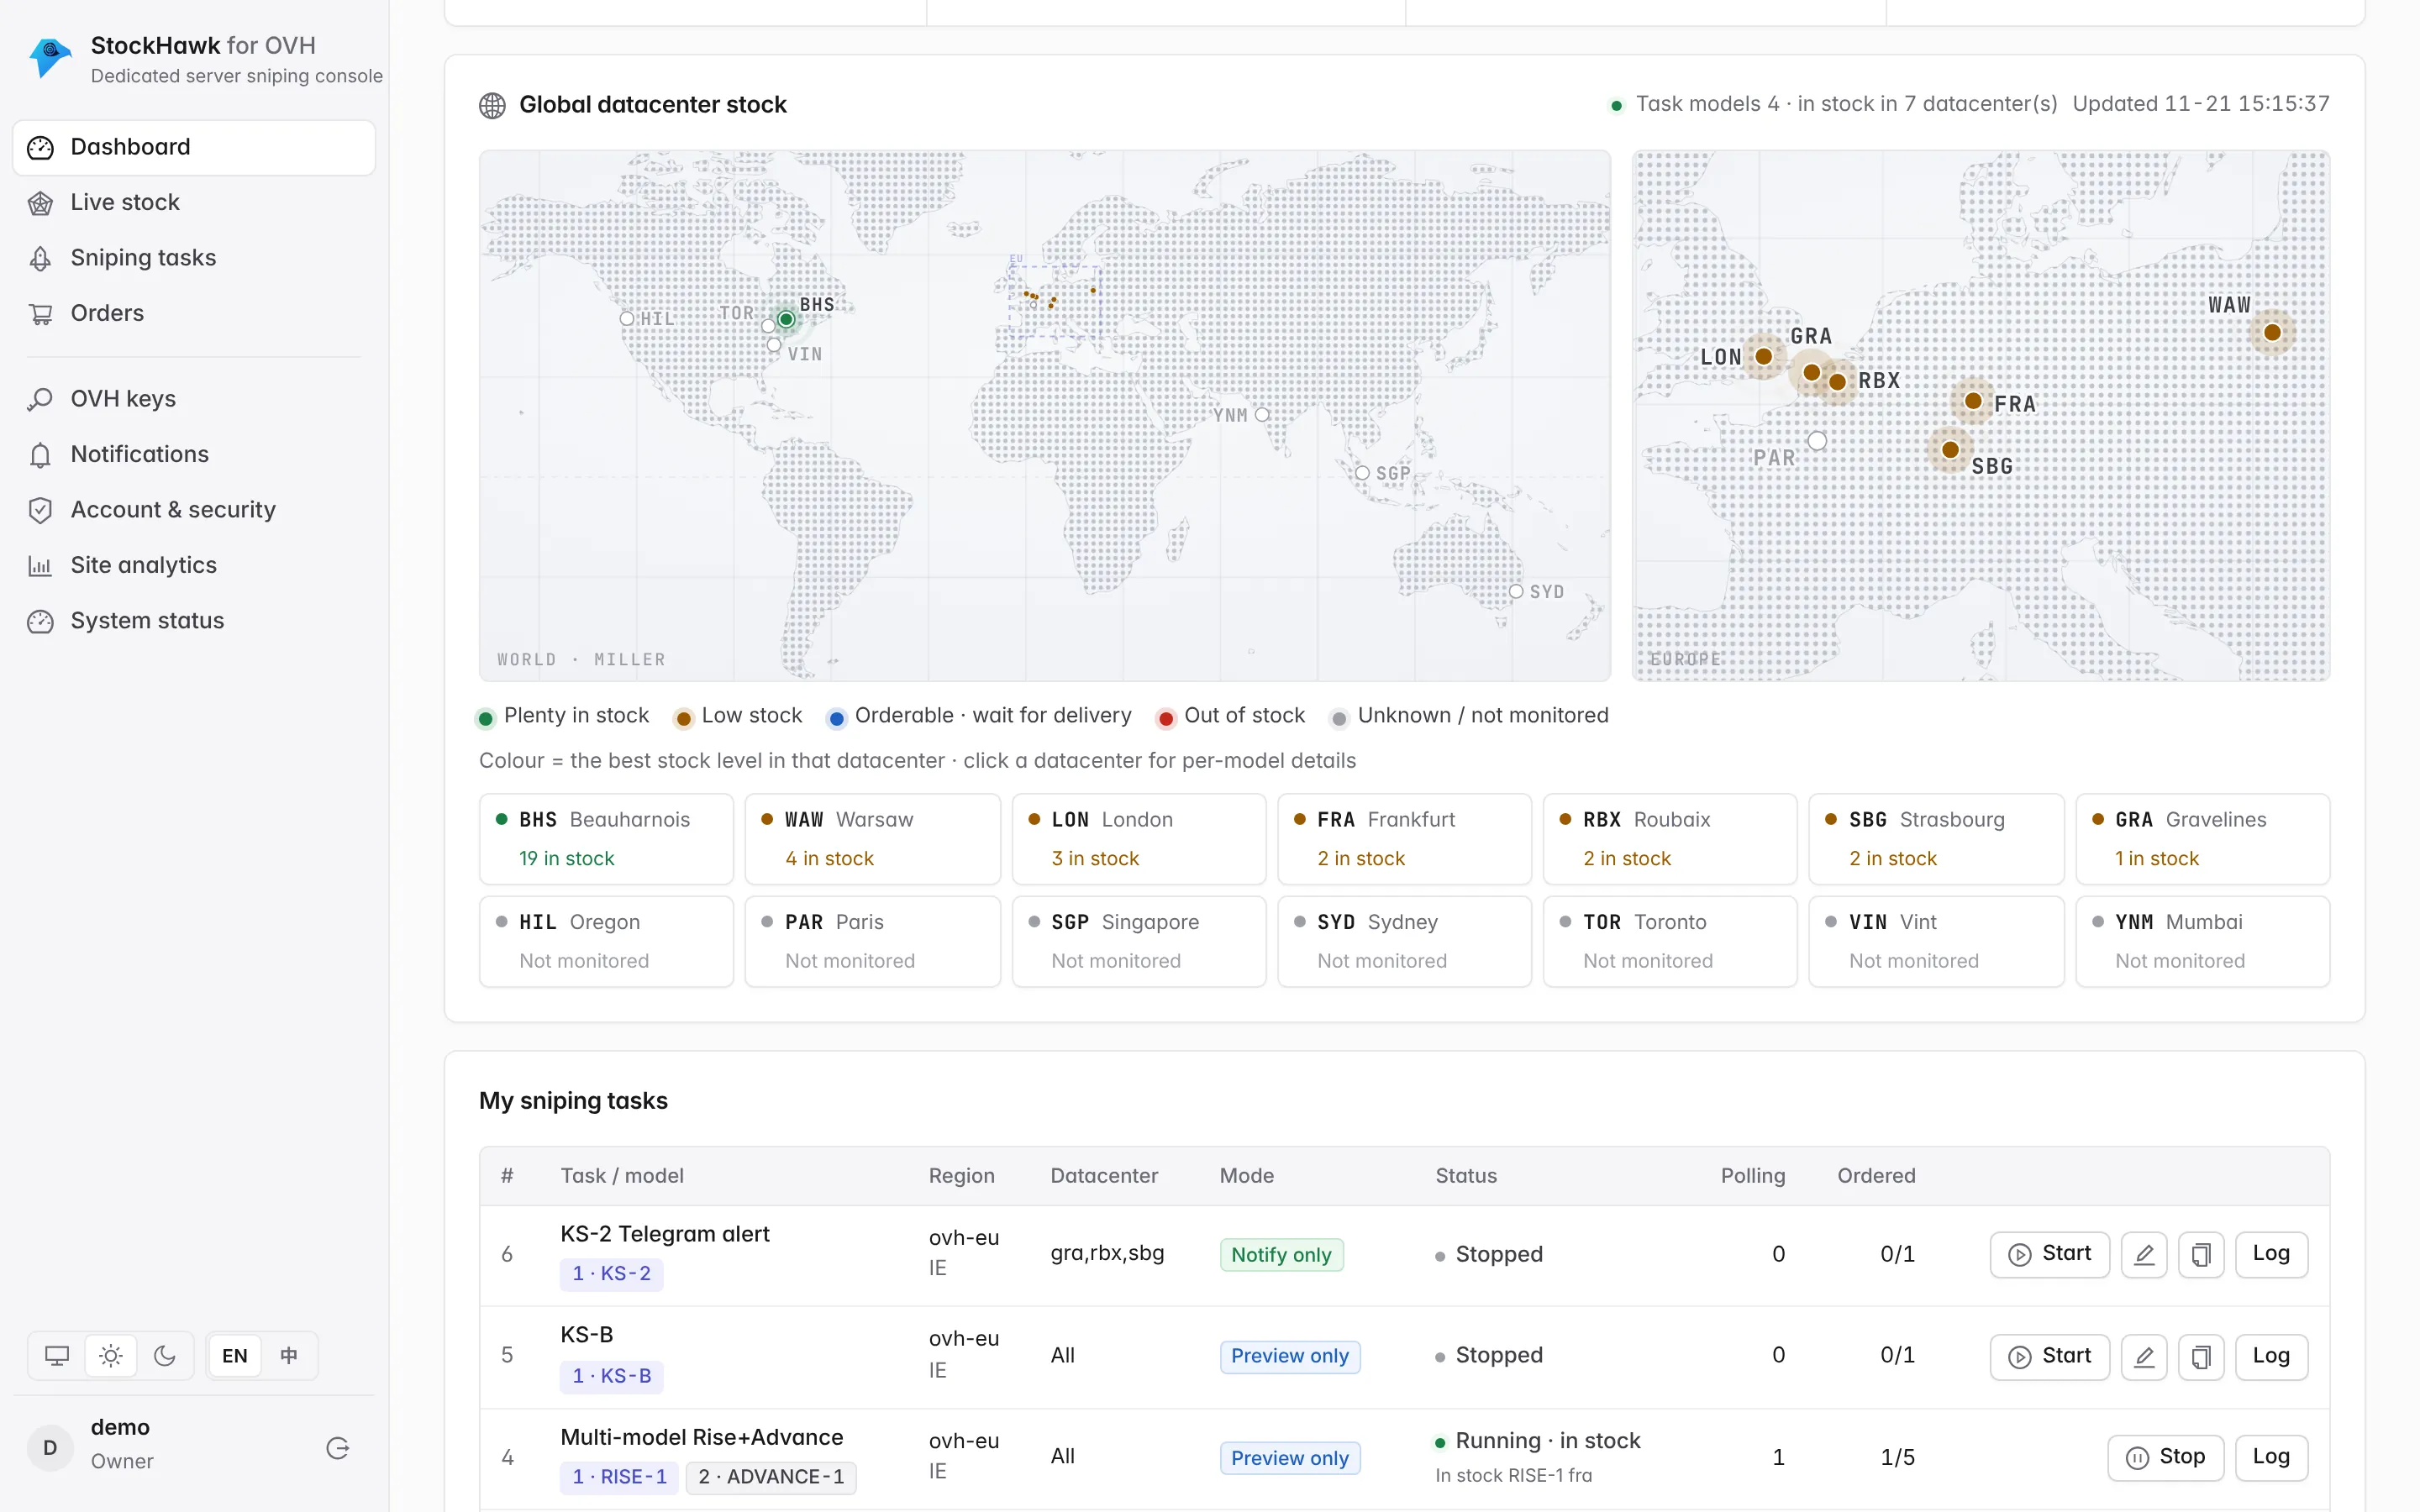 StockHawk for OVH
Dedicated server sniping console
Dashboard
Live stock
Sniping tasks
Orders
OVH keys
Notifications
Account & security
Site analytics
System status
EN 中
D
demo
Owner
Global datacenter stock
Task models 4 · in stock in 7 datacenter(s) Updated 11-21 15:15:37
EU
HIL
TOR
BHS
VIN
YNM
SGP
SYD
WORLD · MILLER
WAW
GRA
LON
RBX
FRA
PAR
SBG
EUROPE
Plenty in stock Low stock Orderable · wait for delivery Out of stock Unknown / not monitored
Colour = the best stock level in that datacenter · click a datacenter for per-model details
BHS Beauharnois
19 in stock
WAW Warsaw
4 in stock
LON London
3 in stock
FRA Frankfurt
2 in stock
RBX Roubaix
2 in stock
SBG Strasbourg
2 in stock
GRA Gravelines
1 in stock
HIL Oregon
Not monitored
PAR Paris
Not monitored
SGP Singapore
Not monitored
SYD Sydney
Not monitored
TOR Toronto
Not monitored
VIN Vint
Not monitored
YNM Mumbai
Not monitored
My sniping tasks
# Task / model Region Datacenter Mode Status Polling Ordered
6 KS-2 Telegram alert ovh-eu gra,rbx,sbg Notify only Stopped 0 0/1 Start Log
1 · KS-2 IE
5 KS-B ovh-eu All Preview only Stopped 0 0/1 Start Log
1 · KS-B IE
4 Multi-model Rise+Advance ovh-eu All Preview only Running · in stock 1 1/5 Stop Log
1 · RISE-1 2 · ADVANCE-1 IE In stock RISE-1 fra